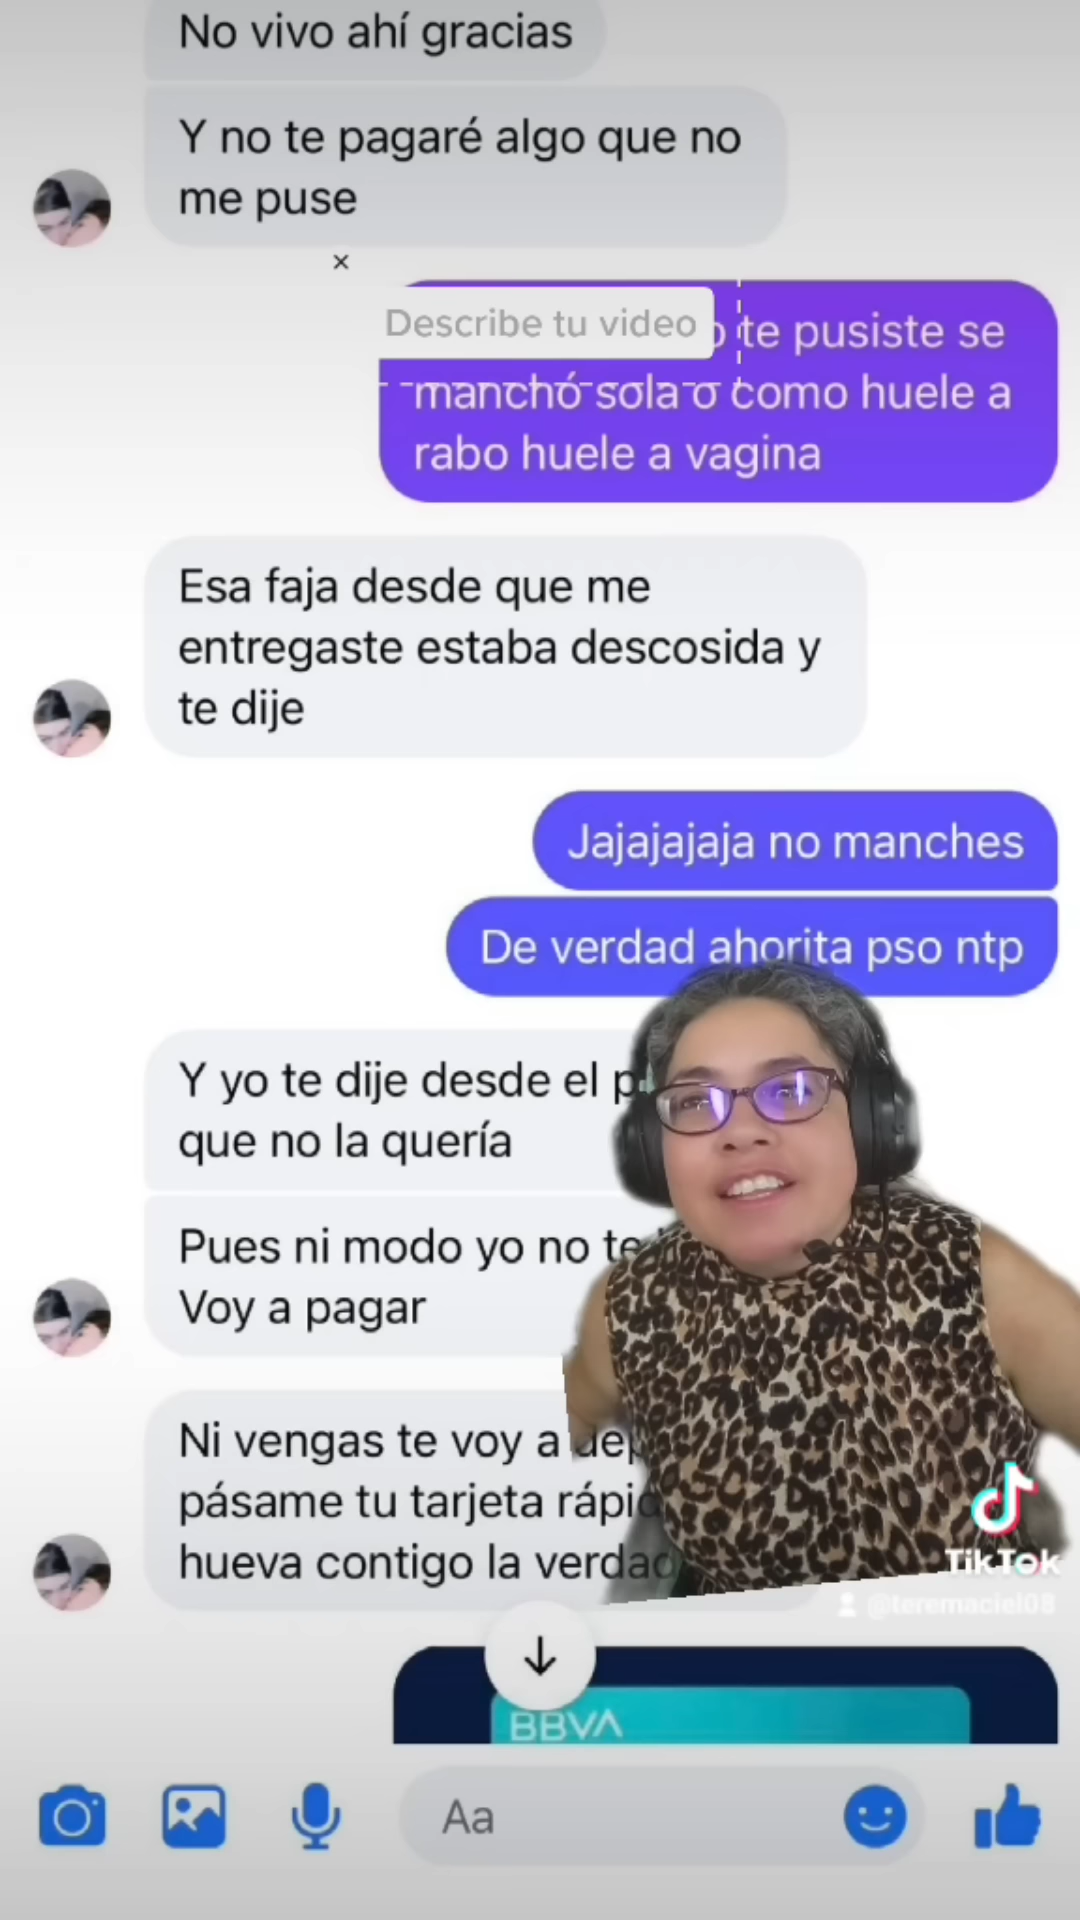 No vivo ahí gracias
Y no te pagaré algo que no
me puse
×
Describe tu video
te pusiste se
manchó sola o como huele a
rabo huele a vagina
Esa faja desde que me
entregaste estaba descosida y
te dije
Jajajajaja no manches
De verdad ahorita pso ntp
Y yo te dije desde el
que no la quería
Pues ni modo yo no te
Voy a pagar
Ni vengas te voy a
pásame tu tarjeta
hueva contigo la verdad
TikTok
@teremaciel08
BBVA
Aa